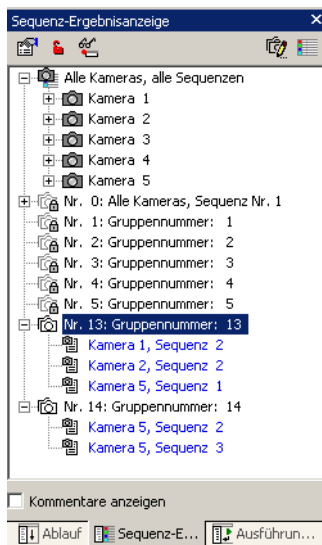 Sequenz-Ergebnisanzeige
Alle Kameras, alle Sequenzen
Kamera 1
Kamera 2
Kamera 3
Kamera 4
Kamera 5
Nr. 0: Alle Kameras, Sequenz Nr. 1
Nr. 1: Gruppennummer: 1
Nr. 2: Gruppennummer: 2
Nr. 3: Gruppennummer: 3
Nr. 4: Gruppennummer: 4
Nr. 5: Gruppennummer: 5
Nr. 13: Gruppennummer: 13
Kamera 1, Sequenz 2
Kamera 2, Sequenz 2
Kamera 5, Sequenz 1
Nr. 14: Gruppennummer: 14
Kamera 5, Sequenz 2
Kamera 5, Sequenz 3
Kommentare anzeigen
Ablauf Sequenz-E... Ausführun...